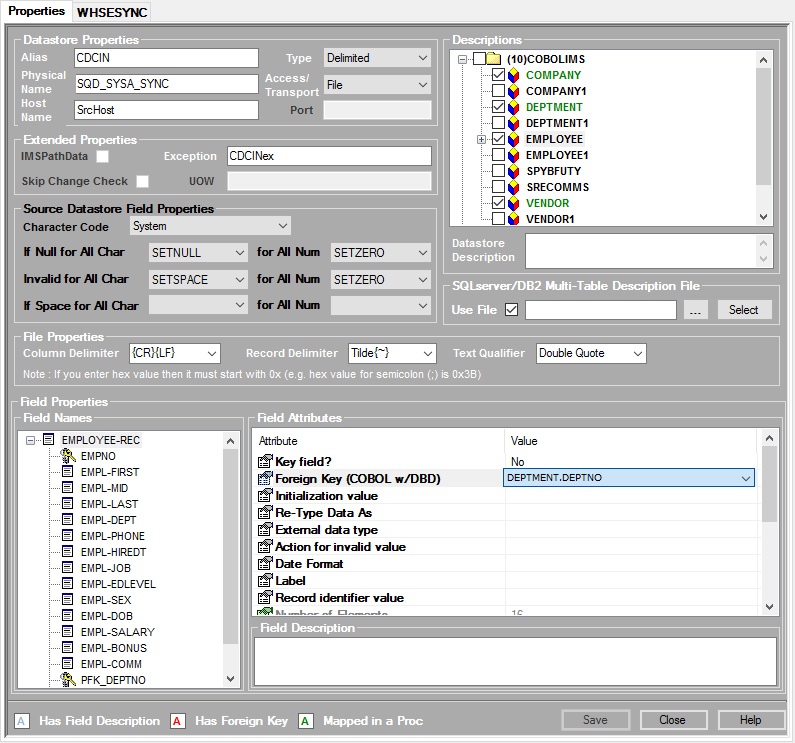 Properties WHSESYNC
Datastore Properties
Alias CDCIN Type Delimited
Physical Name SQD_SYSA_SYNC Access/ Transport File
Host Name SrcHost Port
Extended Properties
IMSPathData Exception CDCINex
Skip Change Check UOW
Source Datastore Field Properties
Character Code System
If Null for All Char SETNULL for All Num SETZERO
Invalid for All Char SETSPACE for All Num SETZERO
If Space for All Char for All Num
Descriptions
(10)COBOLIMS
COMPANY
COMPANY1
DEPTMENT
DEPTMENT1
EMPLOYEE
EMPLOYEE1
SPYBFUTY
SRECOMMS
VENDOR
VENDOR1
Datastore
Description
SQLserver/DB2 Multi-Table Description File
Use File ... Select
File Properties
Column Delimiter {CR}{LF} Record Delimiter Tilde{~} Text Qualifier Double Quote
Note : If you enter hex value then it must start with 0x (e.g. hex value for semicolon (;) is 0x3B)
Field Properties
Field Names
EMPLOYEE-REC
EMPNO
EMPL-FIRST
EMPL-MID
EMPL-LAST
EMPL-DEPT
EMPL-PHONE
EMPL-HIREDT
EMPL-JOB
EMPL-EDLEVEL
EMPL-SEX
EMPL-DOB
EMPL-SALARY
EMPL-BONUS
EMPL-COMM
PFK_DEPTNO
Field Attributes
Attribute Value
Key field? No
Foreign Key (COBOL w/DBD) DEPTMENT.DEPTNO
Initialization value
Re-Type Data As
External data type
Action for invalid value
Date Format
Label
Record identifier value
Number of Elements 16
Field Description
A Has Field Description A Has Foreign Key A Mapped in a Proc
Save Close Help